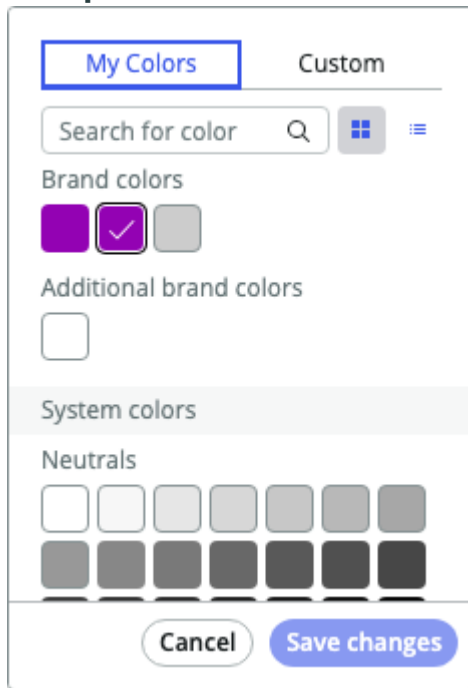 My Colors Custom
Search for color
Brand colors
Additional brand colors
System colors
Neutrals
Cancel Save changes